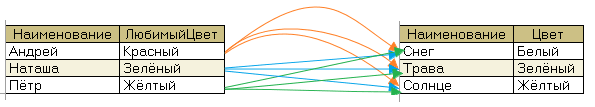 Наименование ЛюбимыйЦвет
Андрей Красный
Наташа Зелёный
Пётр Жёлтый
Наименование Цвет
Снег Белый
Трава Зелёный
Солнце Жёлтый